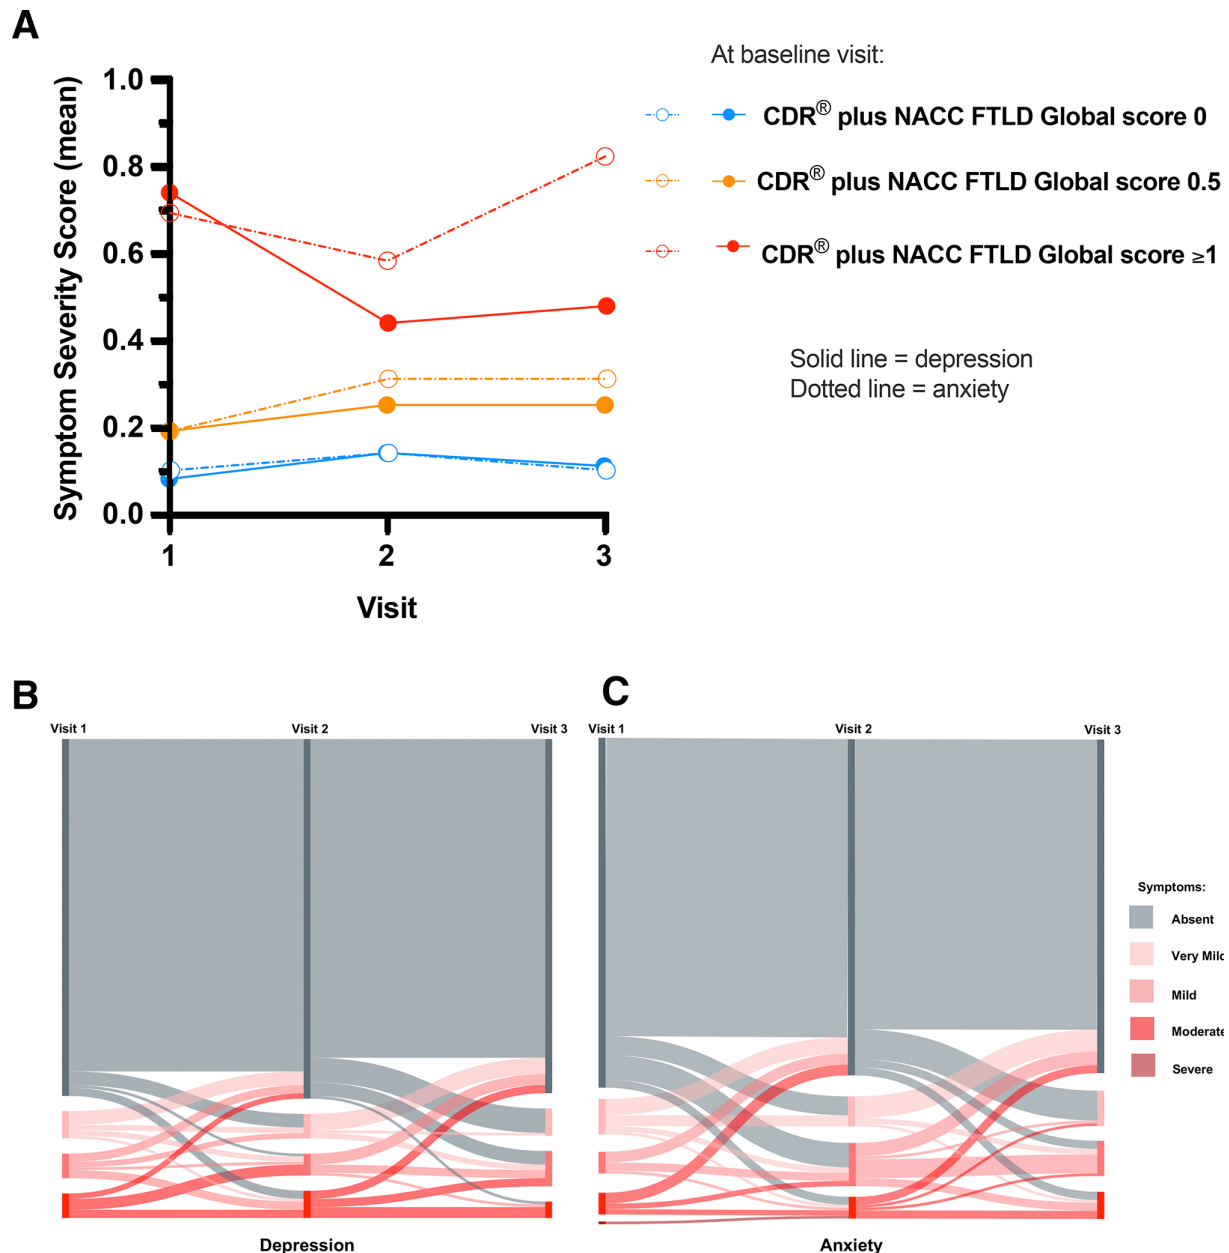 A
Symptom Severity Score (mean)
1.0
0.8
0.6
0.4
0.2
0.0
1
2
3
Visit
At baseline visit:
CDR® plus NACC FTLD Global score 0
CDR® plus NACC FTLD Global score 0.5
CDR® plus NACC FTLD Global score ≥1
Solid line = depression
Dotted line = anxiety
B
Visit 1
Visit 2
Visit 3
Depression
C
Visit 1
Visit 2
Visit 3
Anxiety
Symptoms:
Absent
Very Mild
Mild
Moderate
Severe